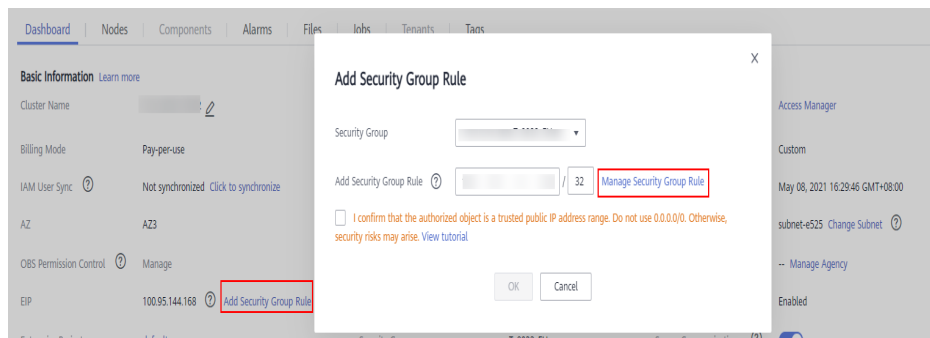 Dashboard Nodes Components Alarms Files Jobs Tenants Tags
X
Basic Information Learn more
Add Security Group Rule
Cluster Name
Access Manager
Security Group
Billing Mode Pay-per-use
Custom
IAM User Sync ? Not synchronized Click to synchronize
Add Security Group Rule ? / 32 Manage Security Group Rule
May 08, 2021 16:29:46 GMT+08:00
I confirm that the authorized object is a trusted public IP address range. Do not use 0.0.0.0/0. Otherwise,
security risks may arise. View tutorial
AZ AZ3
subnet-e525 Change Subnet ?
OBS Permission Control ? Manage
-- Manage Agency
OK Cancel
EIP 100.95.144.168 ? Add Security Group Rule
Enabled